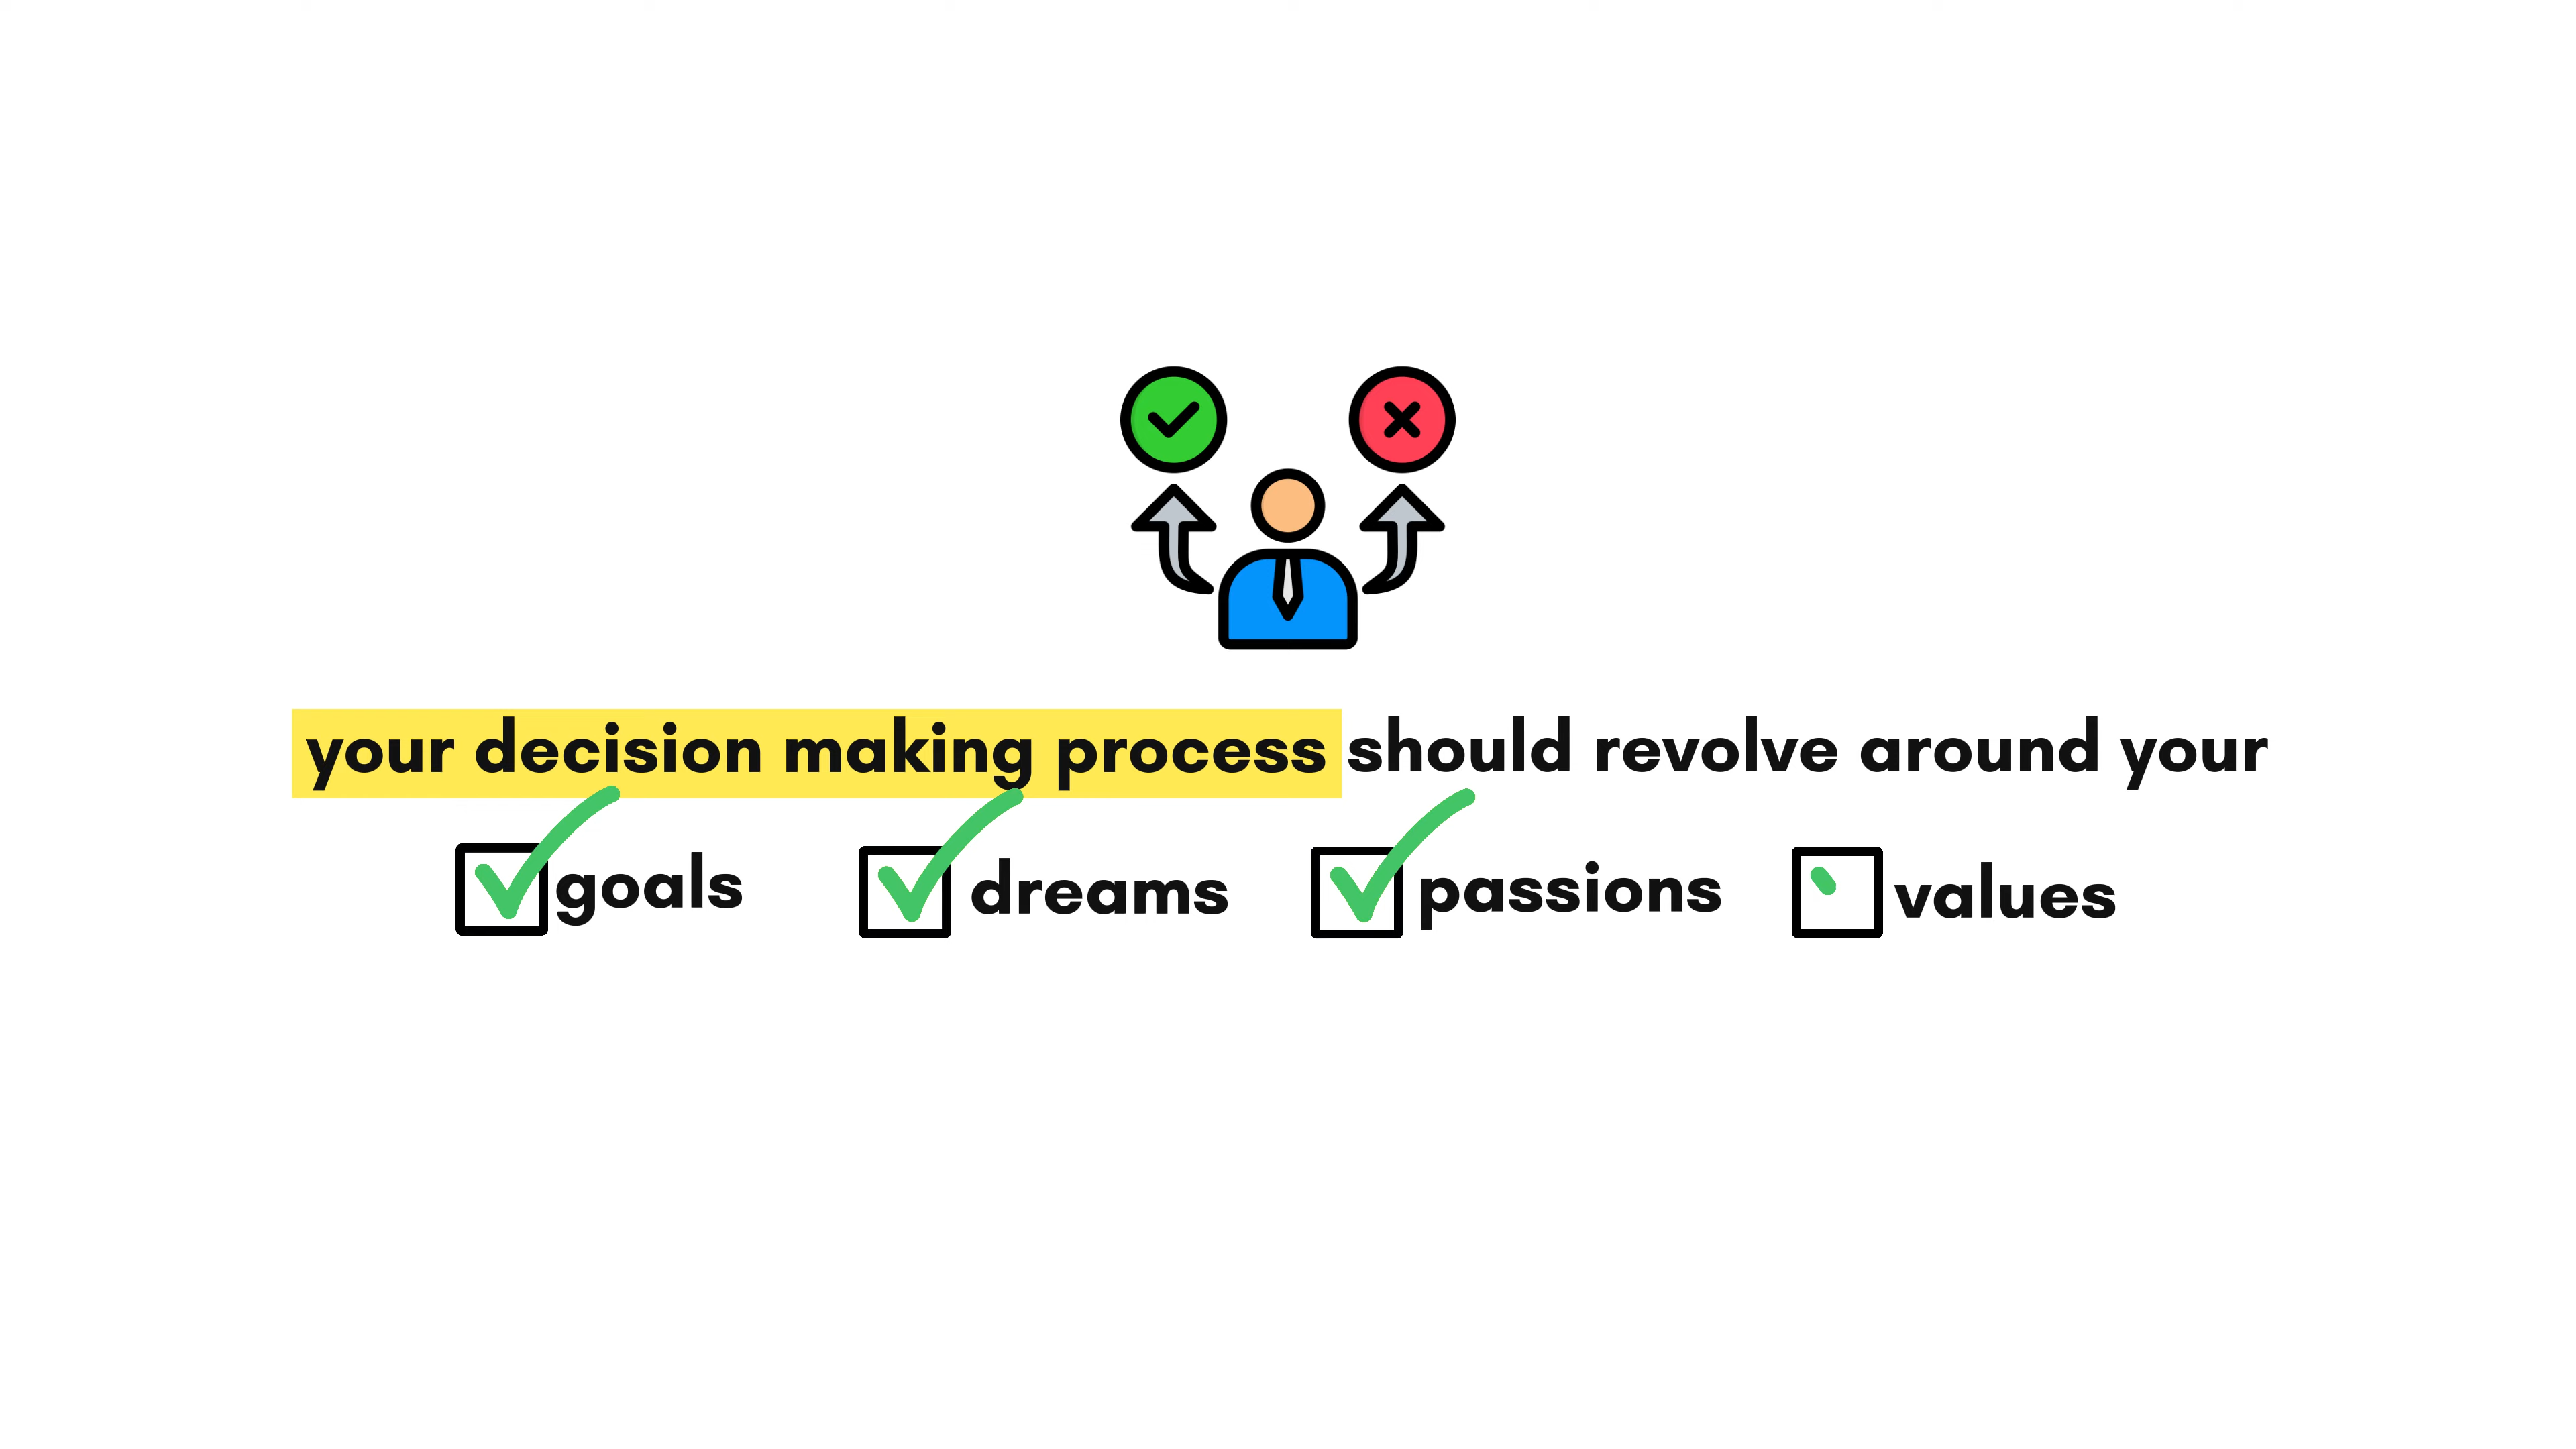 your decision making process should revolve around your
goals dreams passions values